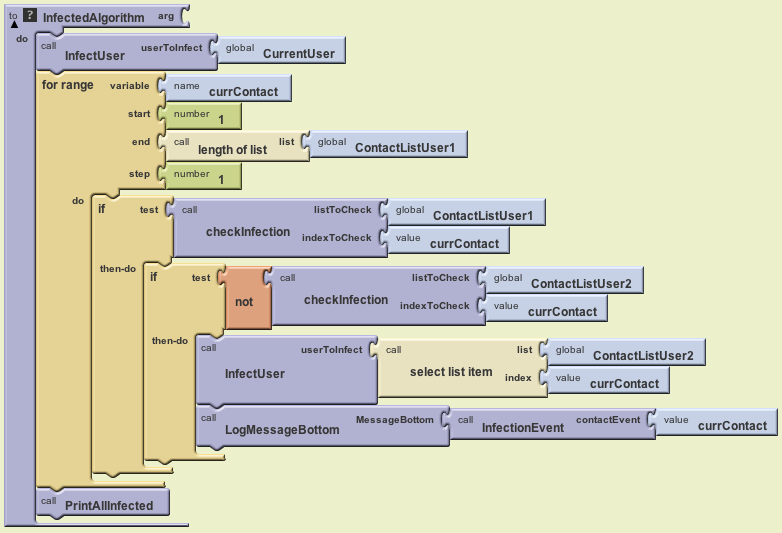 to ? InfectedAlgorithm arg
do
call InfectUser userToInfect global CurrentUser
for range variable name currContact
start number 1
end call length of list list global ContactListUser1
step number 1
do
if test call checkInfection listToCheck global ContactListUser1
indexToCheck value currContact
then-do
if test not call checkInfection listToCheck global ContactListUser2
indexToCheck value currContact
then-do
call InfectUser userToInfect call select list item list global ContactListUser2
index value currContact
call LogMessageBottom MessageBottom call InfectionEvent contactEvent value currContact
call PrintAllInfected